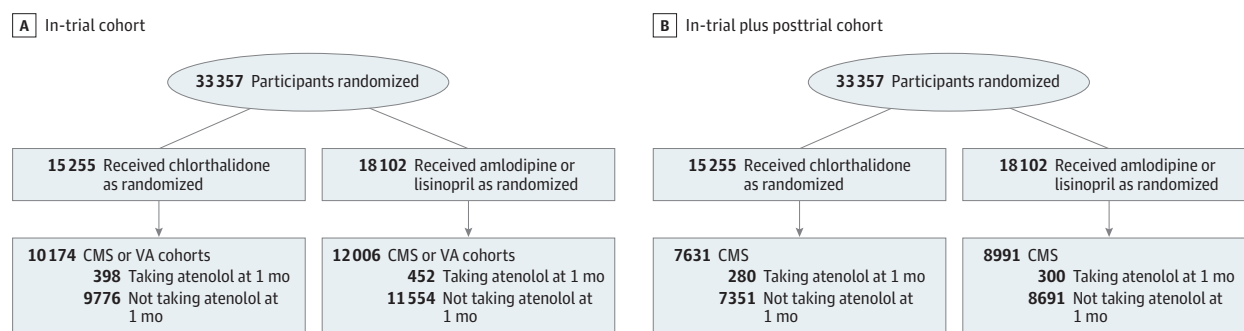 A In-trial cohort
33357 Participants randomized
15255 Received chlorthalidone
as randomized
18102 Received amlodipine or
lisinopril as randomized
10174 CMS or VA cohorts
398 Taking atenolol at 1 mo
9776 Not taking atenolol at
1 mo
12006 CMS or VA cohorts
452 Taking atenolol at 1 mo
11554 Not taking atenolol at
1 mo
B In-trial plus posttrial cohort
33357 Participants randomized
15255 Received chlorthalidone
as randomized
18102 Received amlodipine or
lisinopril as randomized
7631 CMS
280 Taking atenolol at 1 mo
7351 Not taking atenolol at
1 mo
8991 CMS
300 Taking atenolol at 1 mo
8691 Not taking atenolol at
1 mo